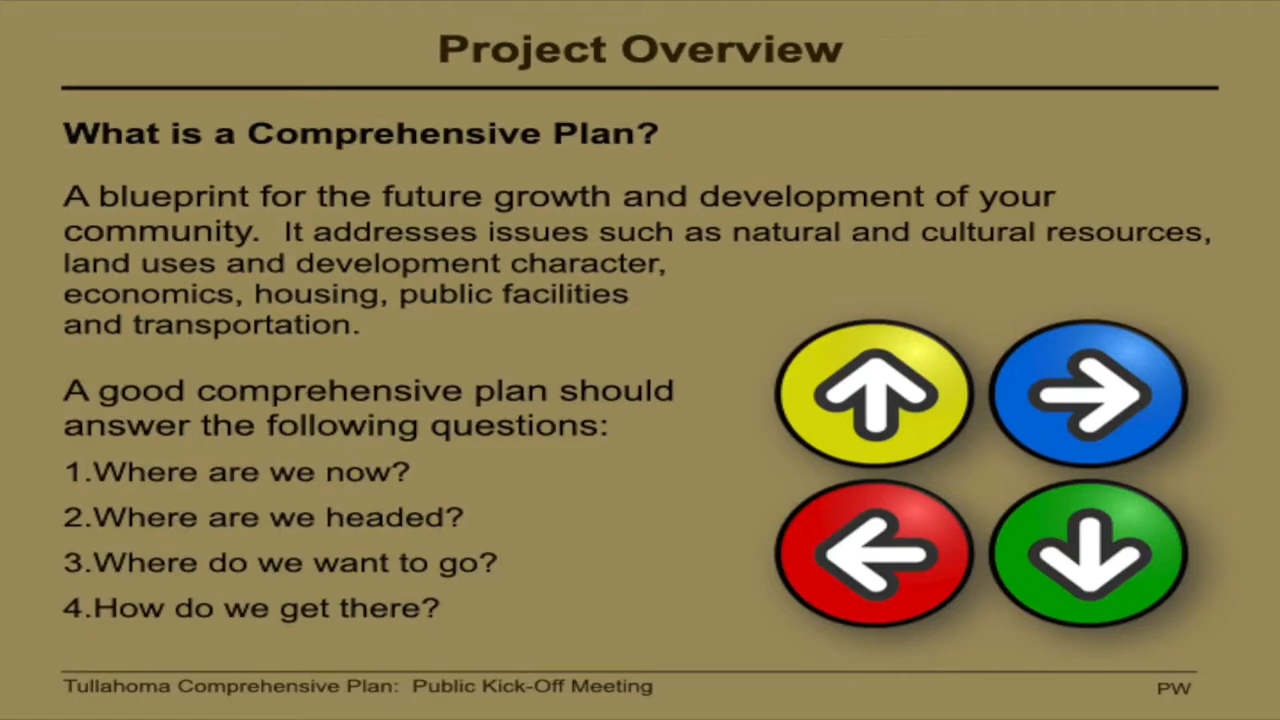 Project Overview
What is a Comprehensive Plan?
A blueprint for the future growth and development of your
community.  It addresses issues such as natural and cultural resources,
land uses and development character,
economics, housing, public facilities
and transportation.
A good comprehensive plan should
answer the following questions:
1.Where are we now?
2.Where are we headed?
3.Where do we want to go?
4.How do we get there?
Tullahoma Comprehensive Plan:  Public Kick-Off Meeting
PW